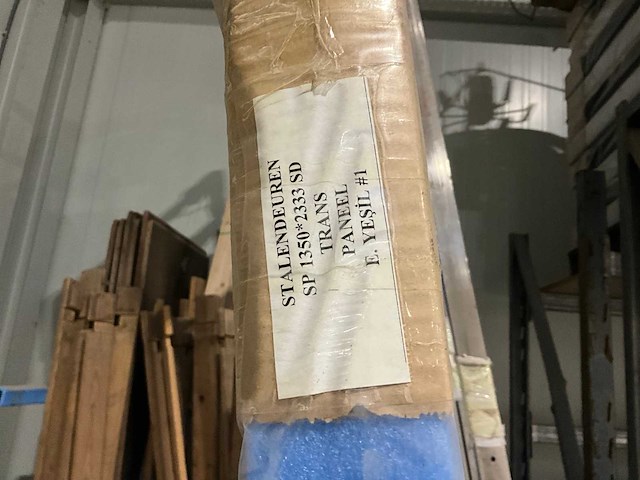 STALENDEUREN
SP 1350*2333 SD
TRANS
PANEEL
E. YEŞİL #1